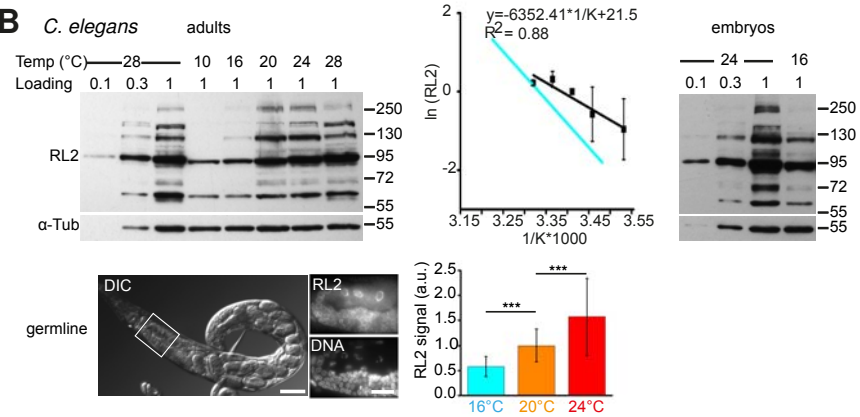 B
C. elegans adults
Temp (°C) 28 10 16 20 24 28
Loading 0.1 0.3 1 1 1 1 1 1
RL2
α-Tub
250
130
95
72
55
55
2
0
-2
ln (RL2)
y=-6352.41*1/K+21.5
R2 = 0.88
3.15 3.25 3.35 3.45 3.55
1/K*1000
embryos
24 16
0.1 0.3 1 1
250
130
95
72
55
55
germline
DIC
RL2
DNA
RL2 signal (a.u.)
2.5
2.0
1.5
1.0
0.5
0.0
***
***
16°C 20°C 24°C